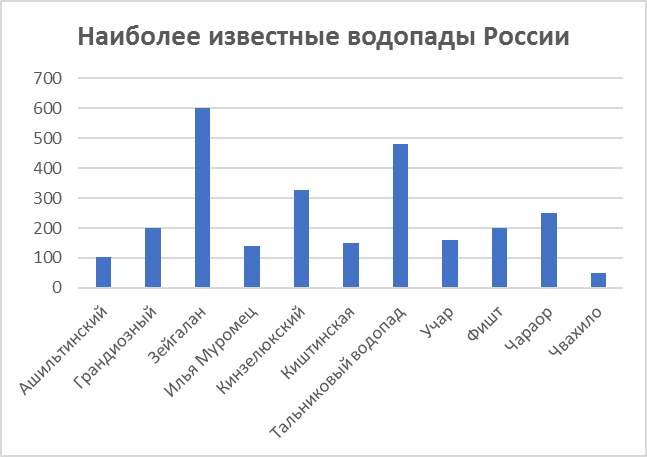 Наиболее известные водопады России
700
600
500
400
300
200
100
0
Ашильтинский
Грандиозный
Зейгалан
Илья Муромец
Кинзелюкский
Киштинская
Тальниковый водопад
Учар
Фишт
Чараор
Чвахило